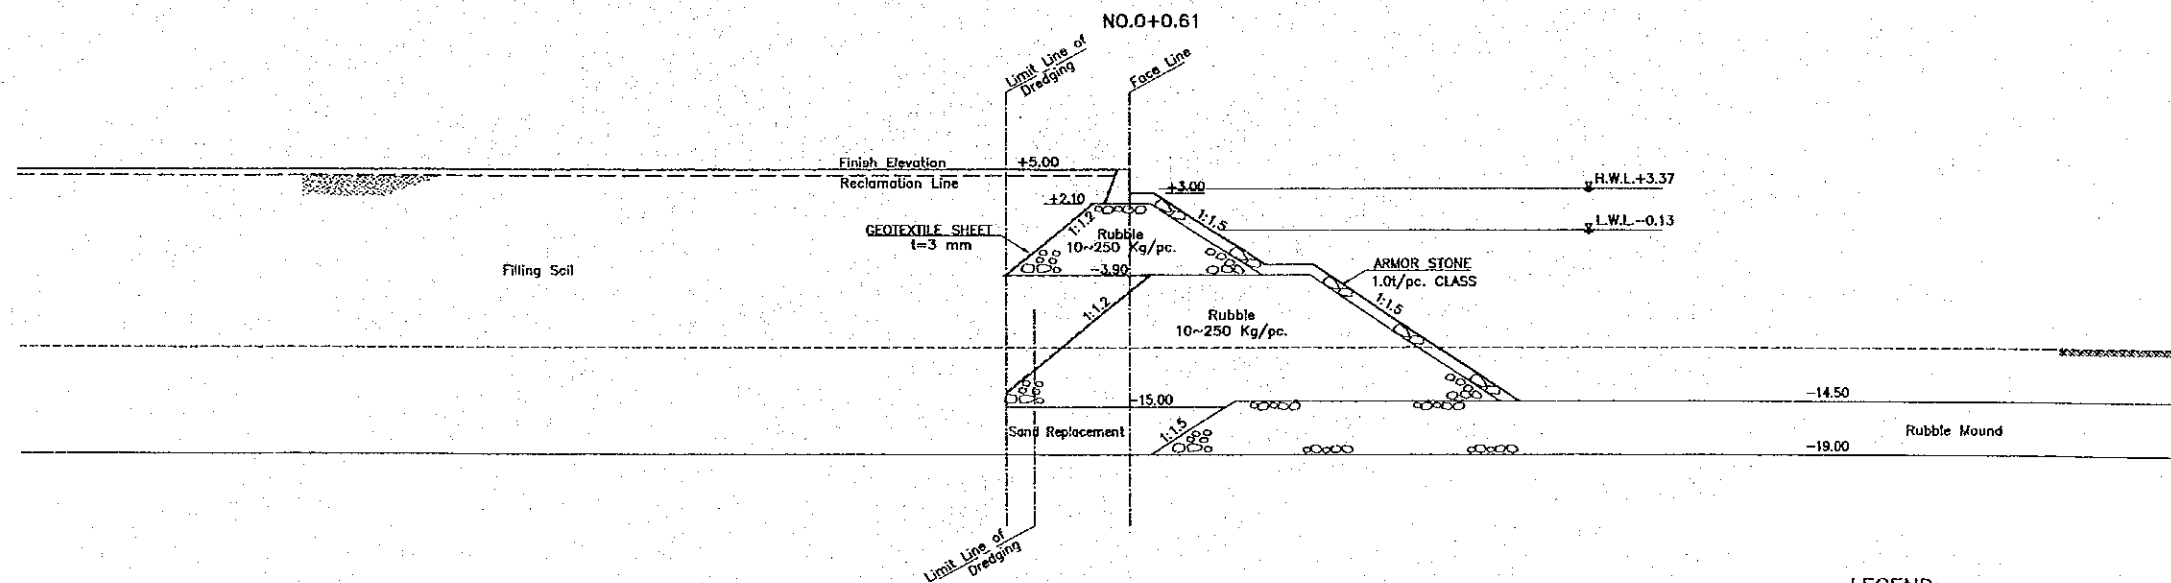 NO.0+0.61
Limit Line of
Dredging
Face Line
Finish Elevation
+5.00
Reclamation Line
H.W.L.+3.37
+3.00
+2.10
1:1.2
1:1.5
L.W.L.-0.13
GEOTEXTILE SHEET
t=3 mm
Rubble
10~250 Kg/pc.
Filling Soil
-3.90
ARMOR STONE
1.0t/pc. CLASS
1:1.2
1:1.5
Rubble
10~250 Kg/pc.
-15.00
-14.50
Sand Replacement
1:1.5
Rubble Mound
-19.00
Limit Line of
Dredging
LEGEND